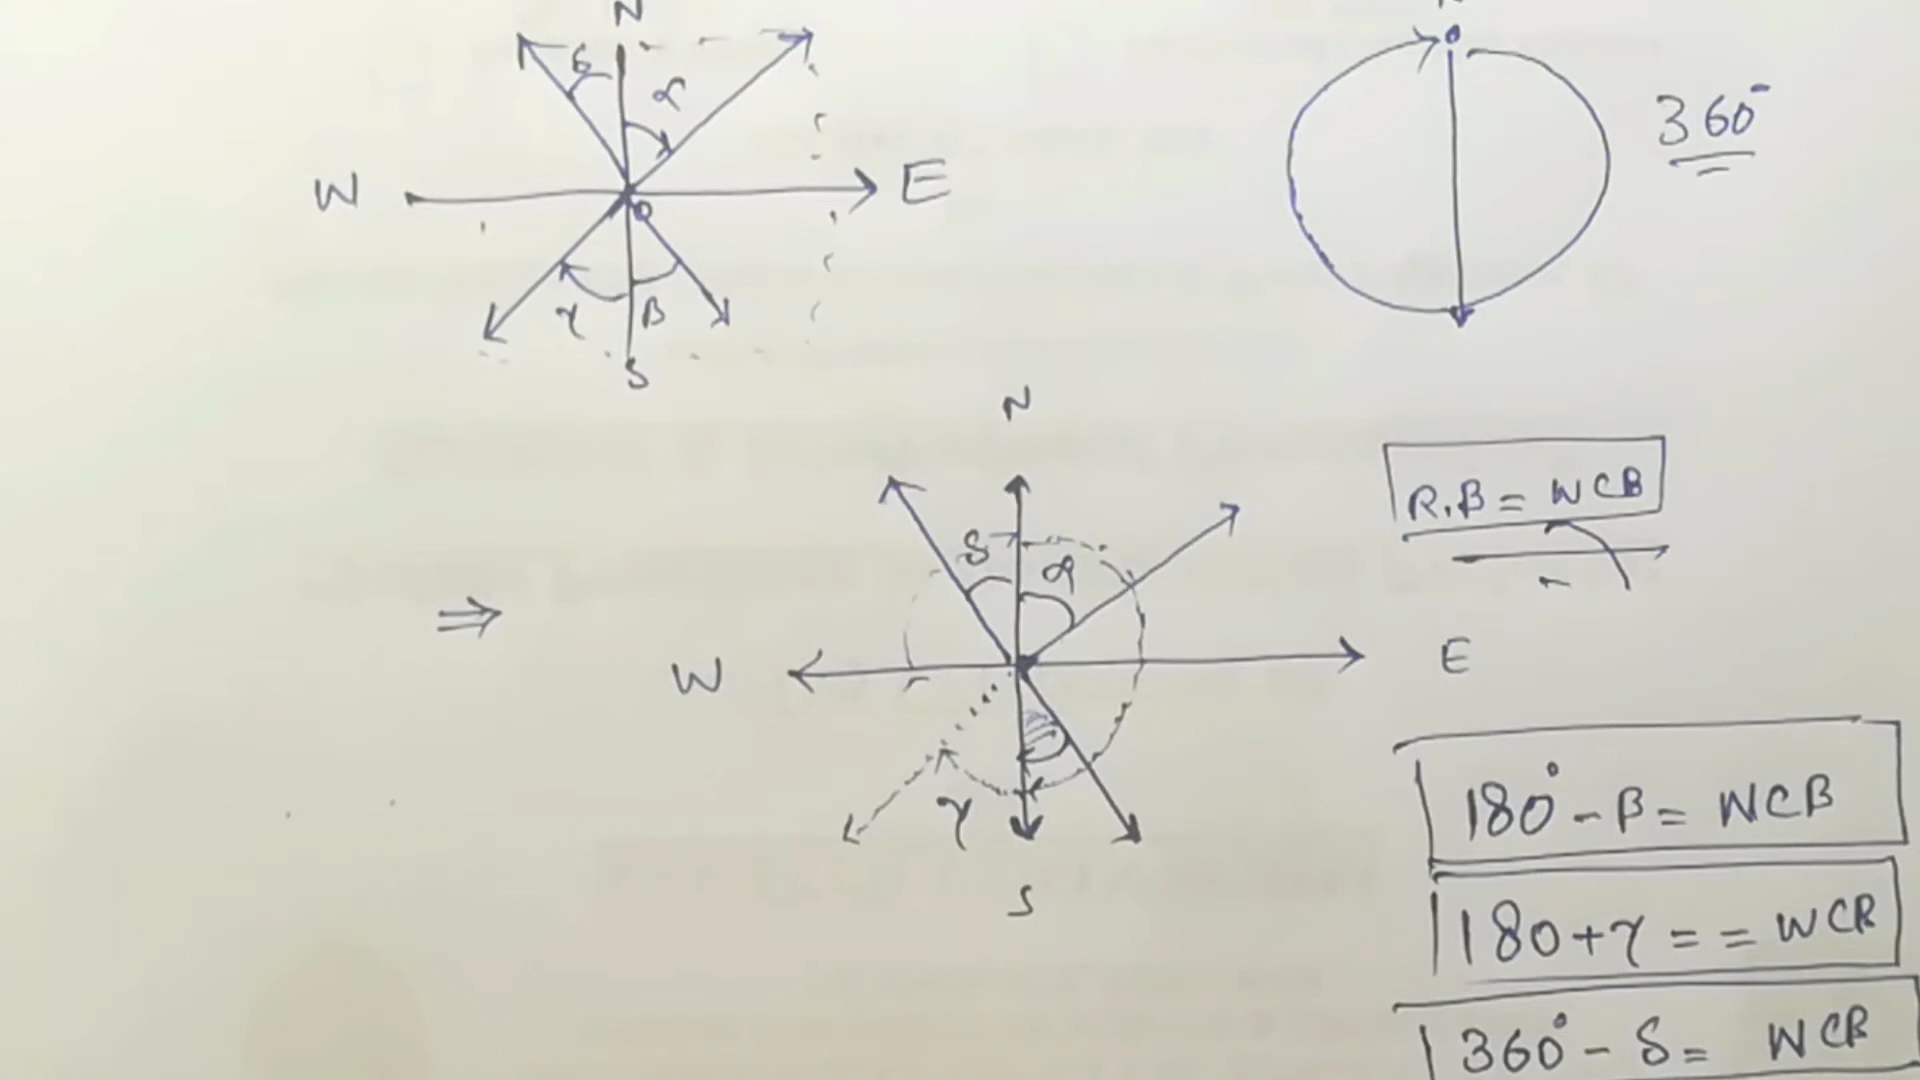 N
δ
α
W
E
O
γ
β
S
360°
N
R.B = WCB
δ
α
W
E
γ
S
180° - β = WCB
180 + γ = = WCB
360° - δ = WCB